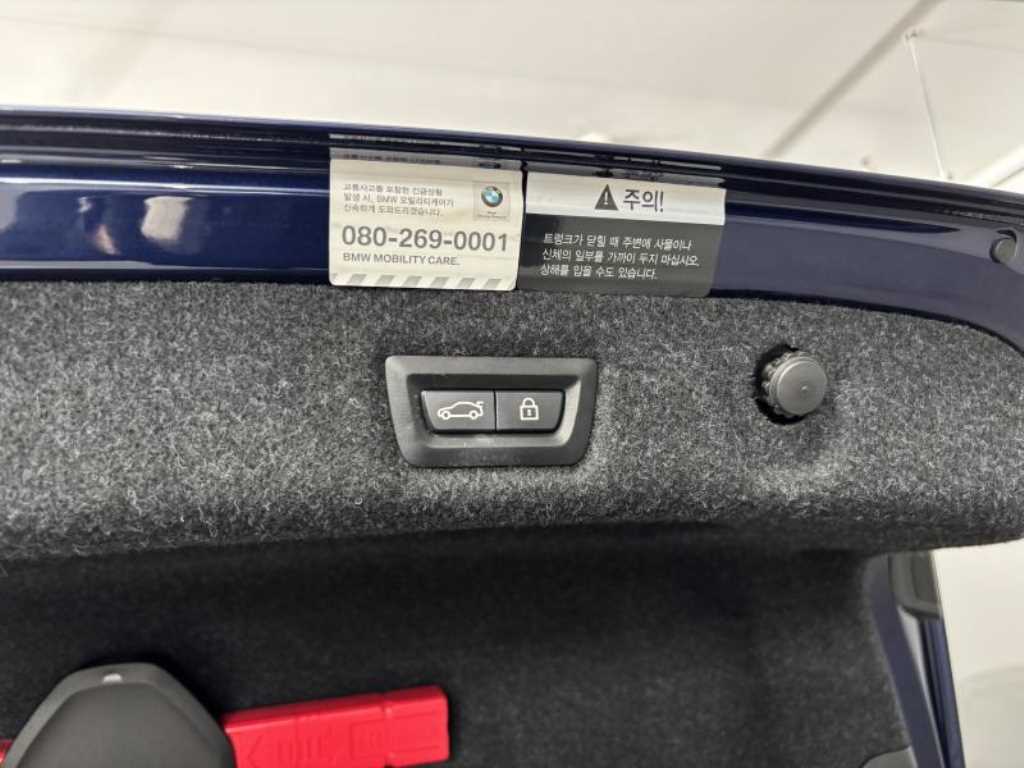 교통사고를 포함한 긴급상황
발생 시, BMW 모빌리티케어가
신속하게 도와드리겠습니다.
080-269-0001
BMW MOBILITY CARE.
주의!
트렁크가 닫힐 때 주변에 사물이나
신체의 일부를 가까이 두지 마십시오.
상해를 입을 수도 있습니다.